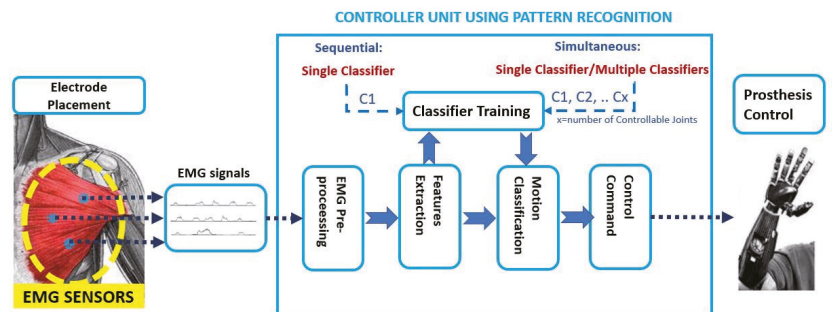 CONTROLLER UNIT USING PATTERN RECOGNITION
Sequential:
Single Classifier
C1
Simultaneous:
Single Classifier/Multiple Classifiers
C1, C2, .. Cx
x=number of Controllable Joints
Classifier Training
Electrode
Placement
EMG SENSORS
EMG signals
EMG Pre-
proceessing
Features
Extraction
Motion
Classification
Control
Command
Prosthesis
Control